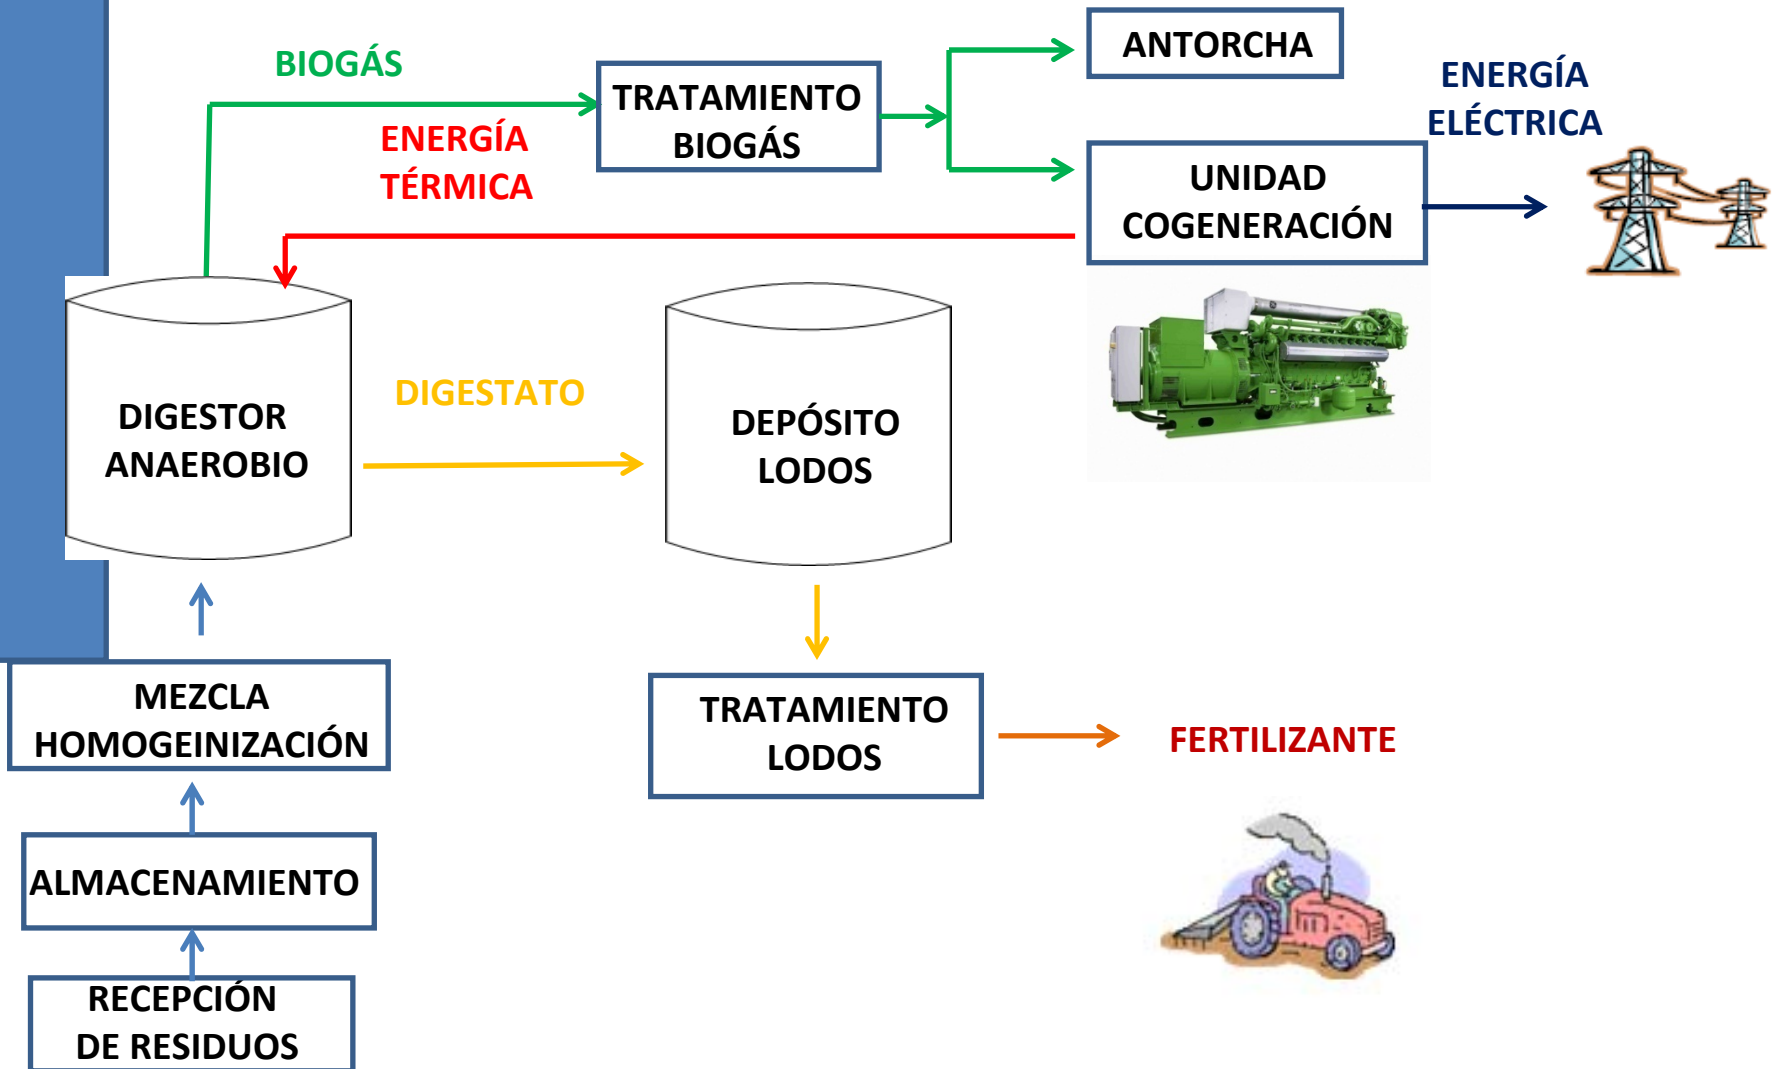 BIOGÁS
TRATAMIENTO
BIOGÁS
ANTORCHA
ENERGÍA
ELÉCTRICA
ENERGÍA
TÉRMICA
UNIDAD
COGENERACIÓN
DIGESTOR
ANAEROBIO
DIGESTATO
DEPÓSITO
LODOS
MEZCLA
HOMOGEINIZACIÓN
TRATAMIENTO
LODOS
FERTILIZANTE
ALMACENAMIENTO
RECEPCIÓN
DE RESIDUOS